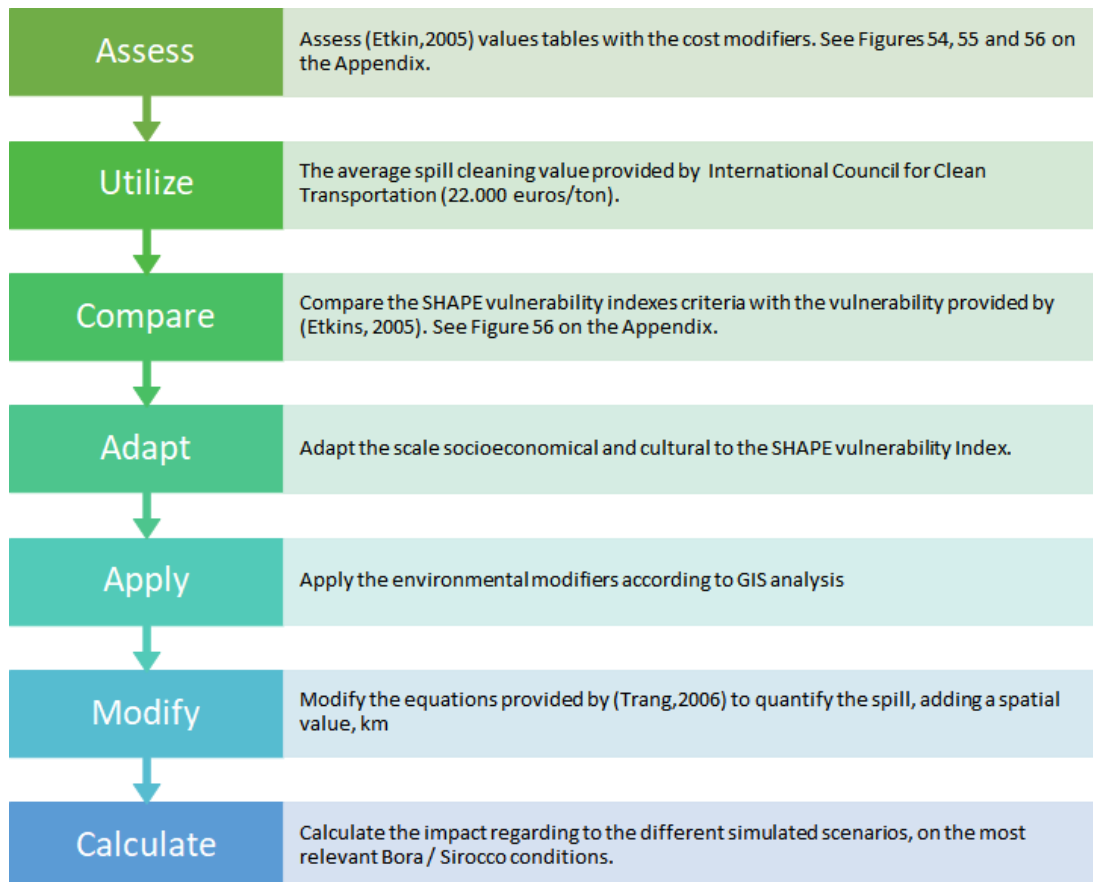 Assess
Assess (Etkin,2005) values tables with the cost modifiers. See Figures 54, 55 and 56 on
the Appendix.
Utilize
The average spill cleaning value provided by International Council for Clean
Transportation (22.000 euros/ton).
Compare
Compare the SHAPE vulnerability indexes criteria with the vulnerability provided by
(Etkins, 2005). See Figure 56 on the Appendix.
Adapt
Adapt the scale socioeconomical and cultural to the SHAPE vulnerability Index.
Apply
Apply the environmental modifiers according to GIS analysis
Modify
Modify the equations provided by (Trang,2006) to quantify the spill, adding a spatial
value, km
Calculate
Calculate the impact regarding to the different simulated scenarios, on the most
relevant Bora / Sirocco conditions.